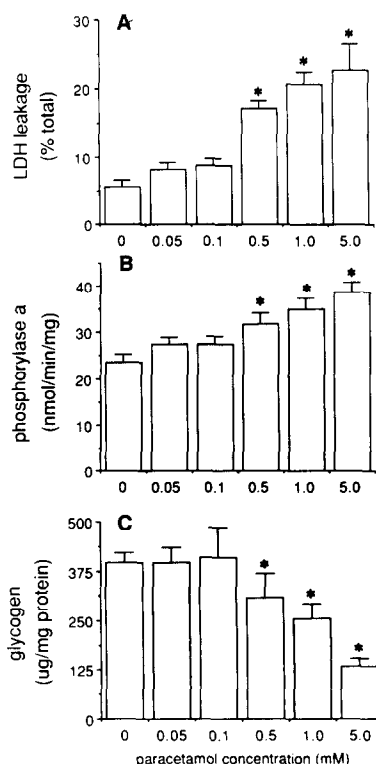 A
LDH leakage
(% total)
30
20
10
0
*
*
*
0 0.05 0.1 0.5 1.0 5.0
B
phosphorylase a
(nmol/min/mg)
40
30
20
10
0
*
*
*
0 0.05 0.1 0.5 1.0 5.0
C
glycogen
(ug/mg protein)
500
375
250
125
0
*
*
*
0 0.05 0.1 0.5 1.0 5.0
paracetamol concentration (mM)